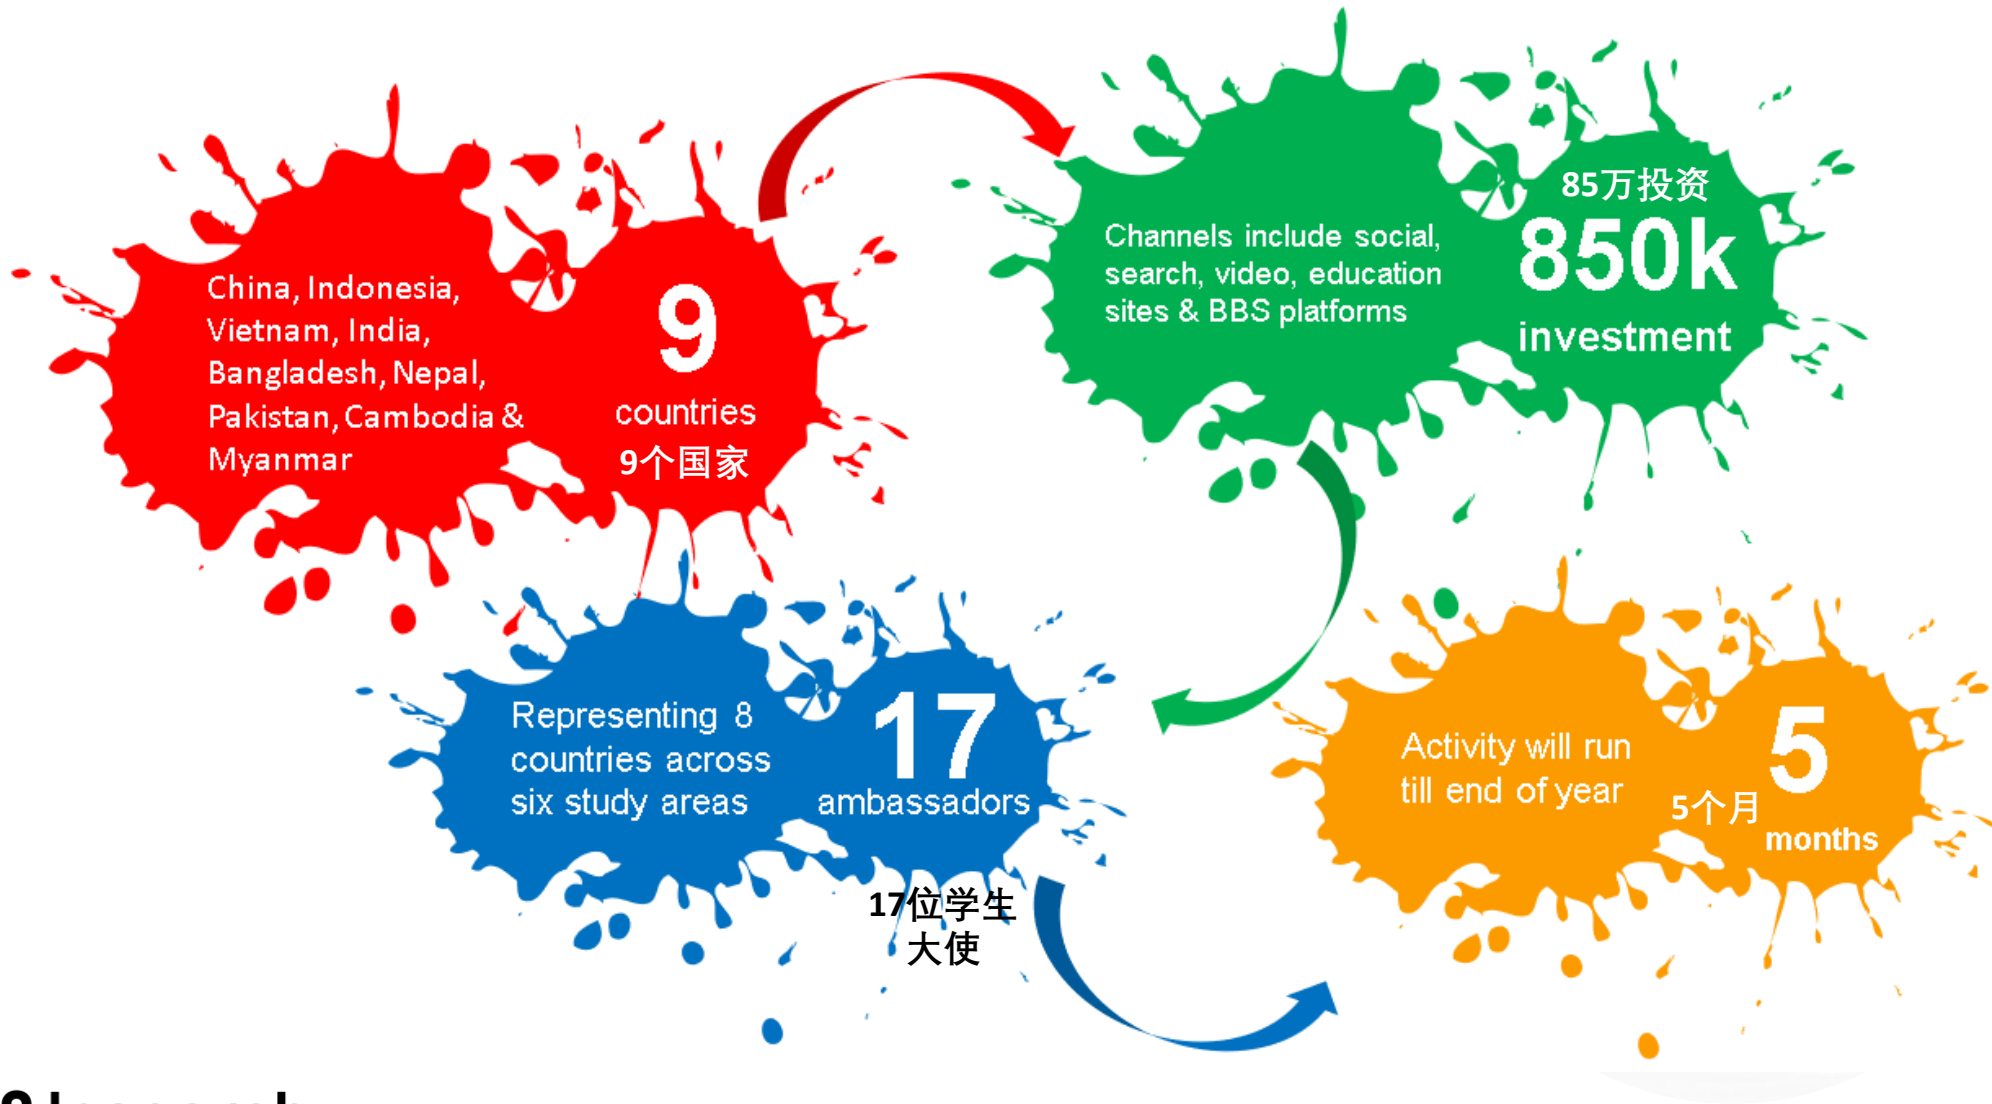 China, Indonesia,
Vietnam, India,
Bangladesh, Nepal,
Pakistan, Cambodia &
Myanmar
9
countries
9个国家
Channels include social,
search, video, education
sites & BBS platforms
85万投资
850k
investment
Representing 8
countries across
six study areas
17
ambassadors
17位学生
大使
Activity will run
till end of year
5
5个月
months